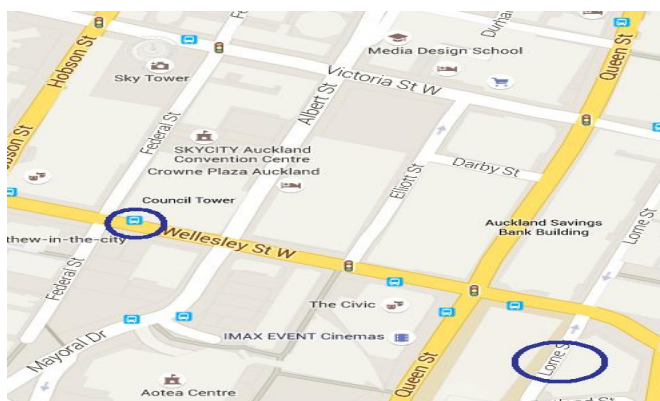 Hobson St
Sky Tower
Federal St
Albert St
Media Design School
Victoria St W
Queen St
SKYCITY Auckland
Convention Centre
Crowne Plaza Auckland
Federal St
Elliott St
Darby St
Council Tower
Auckland Savings
Bank Building
Lorne St
thew-in-the-city
Wellesley St W
Federal St
The Civic
IMAX EVENT Cinemas
Mayoral Dr
Queen St
Lorne St
Aotea Centre